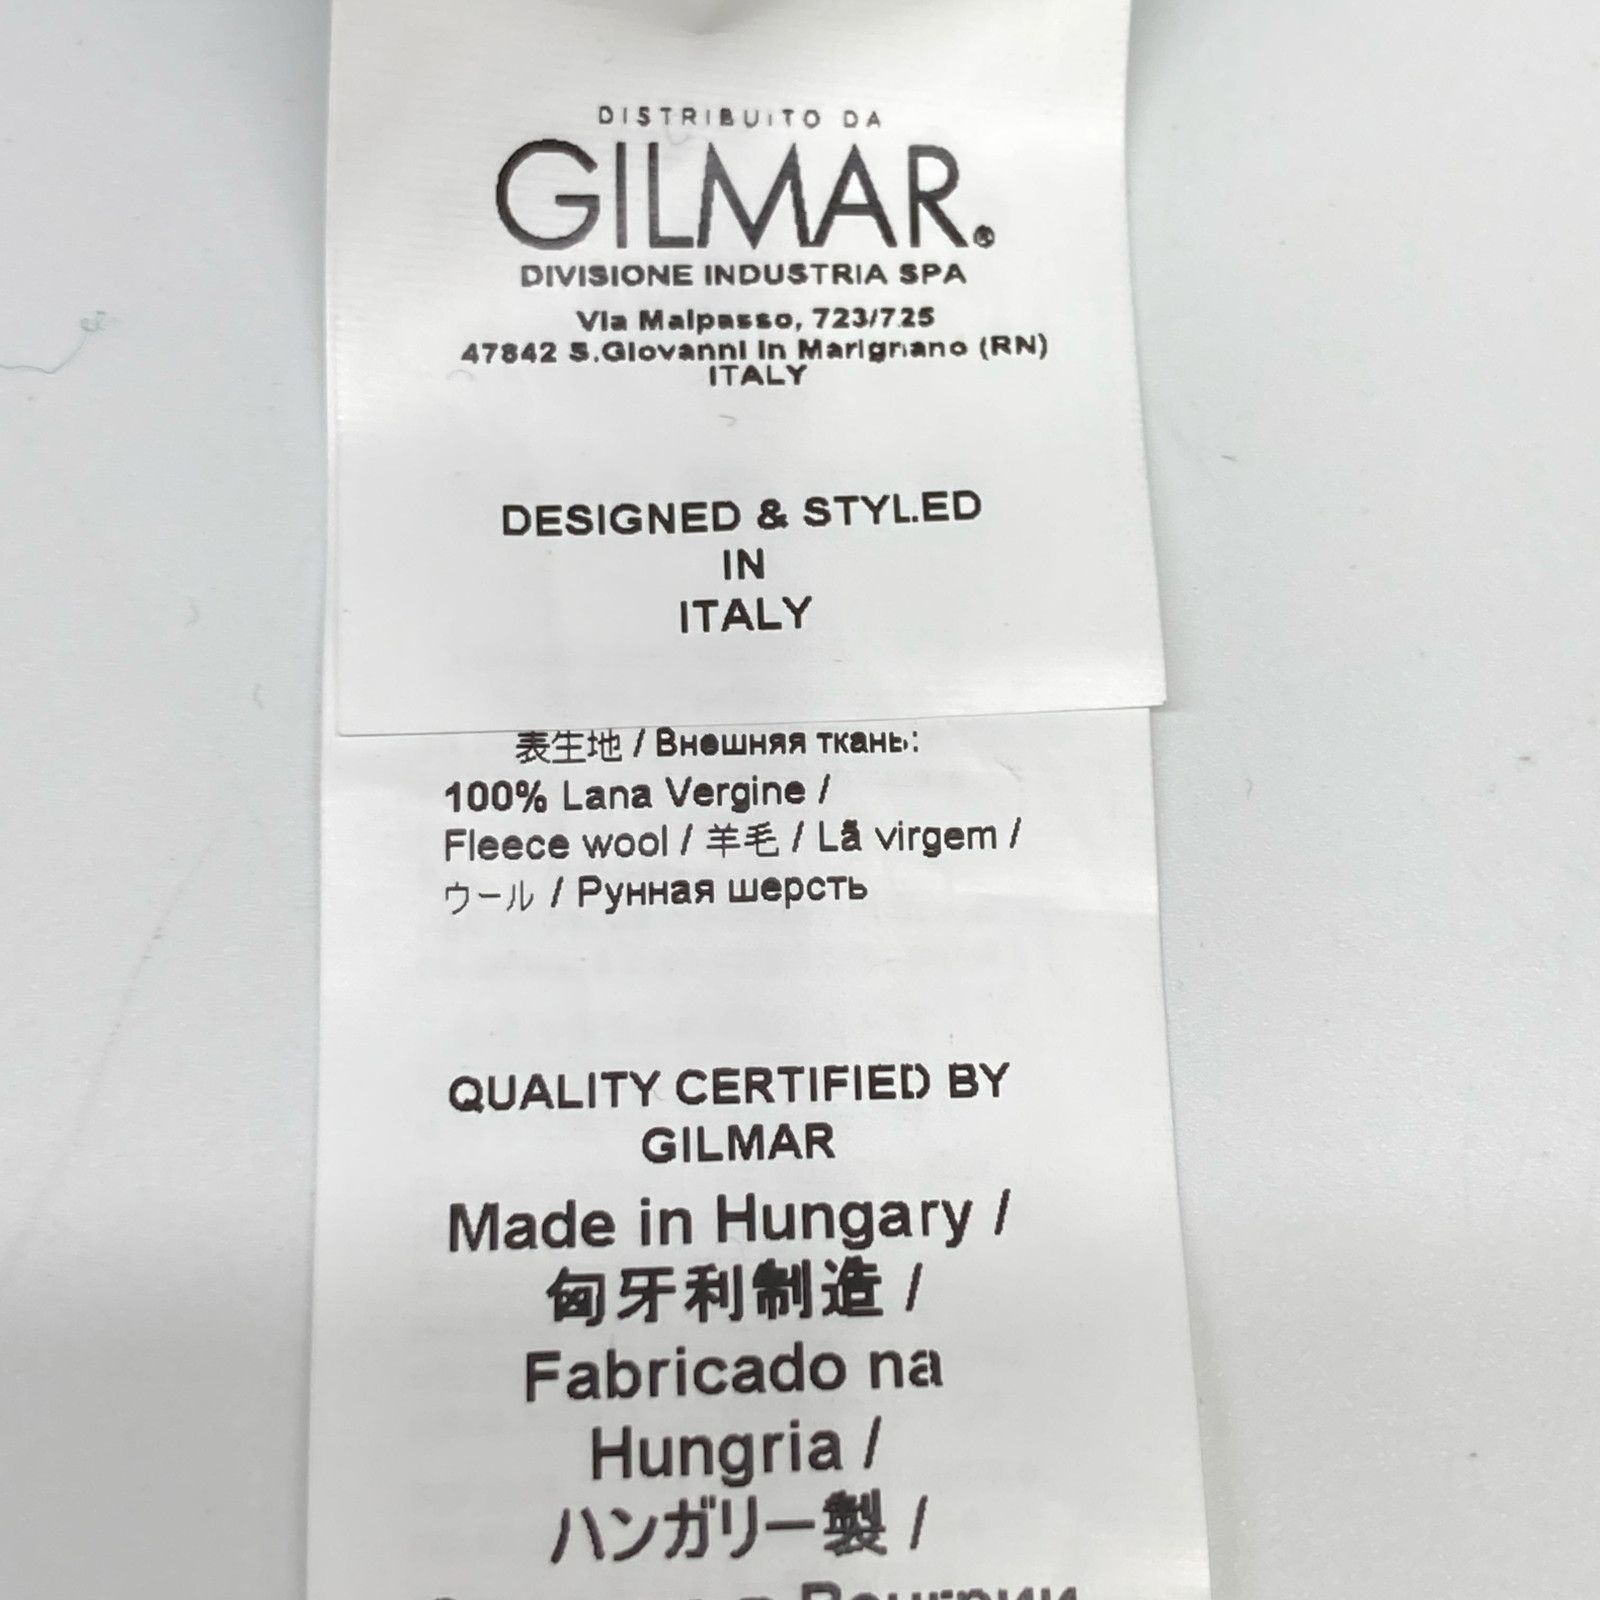 DISTRIBUITO DA
GILMAR.®
DIVISIONE INDUSTRIA SPA
Via Malpasso, 723/725
47842 S.Giovanni in Marignano (RN)
ITALY
DESIGNED & STYLED
IN
ITALY
表生地 / Внешняя ткань:
100% Lana Vergine /
Fleece wool / 羊毛 / Lã virgem /
ウール / Рунная шерсть
QUALITY CERTIFIED BY
GILMAR
Made in Hungary /
匈牙利制造 /
Fabricado na
Hungria /
ハンガリー製 /